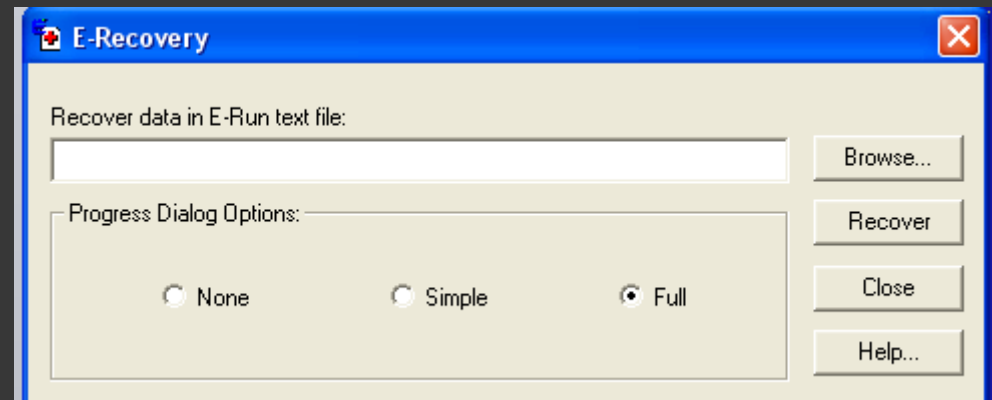 E-Recovery
Recover data in E-Run text file:
Browse...
Progress Dialog Options:
Recover
None Simple Full
Close
Help...